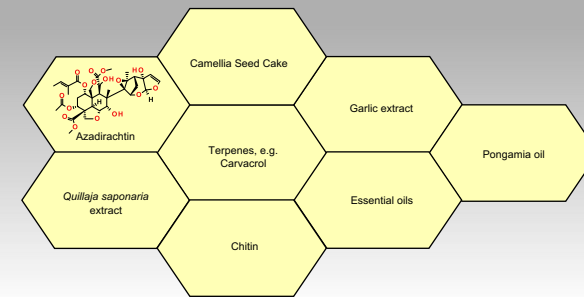 Camellia Seed Cake
Azadirachtin
Garlic extract
Terpenes, e.g.
Carvacrol
Pongamia oil
Quillaja saponaria
extract
Essential oils
Chitin